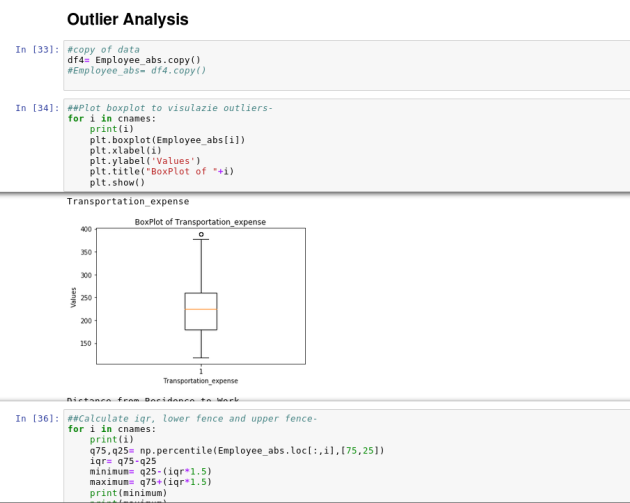 Outlier Analysis
In [33]: #copy of data
df4= Employee_abs.copy()
#Employee_abs= df4.copy()
In [34]: ##Plot boxplot to visulazie outliers-
for i in cnames:
print(i)
plt.boxplot(Employee_abs[i])
plt.xlabel(i)
plt.ylabel('Values')
plt.title("BoxPlot of "+i)
plt.show()
Transportation_expense
BoxPlot of Transportation_expense
400
350
300
250
200
150
Values
1
Transportation_expense
Distance from Residence to Work
In [36]: ##Calculate iqr, lower fence and upper fence-
for i in cnames:
print(i)
q75,q25= np.percentile(Employee_abs.loc[:,i],[75,25])
iqr= q75-q25
minimum= q25-(iqr*1.5)
maximum= q75+(iqr*1.5)
print(minimum)